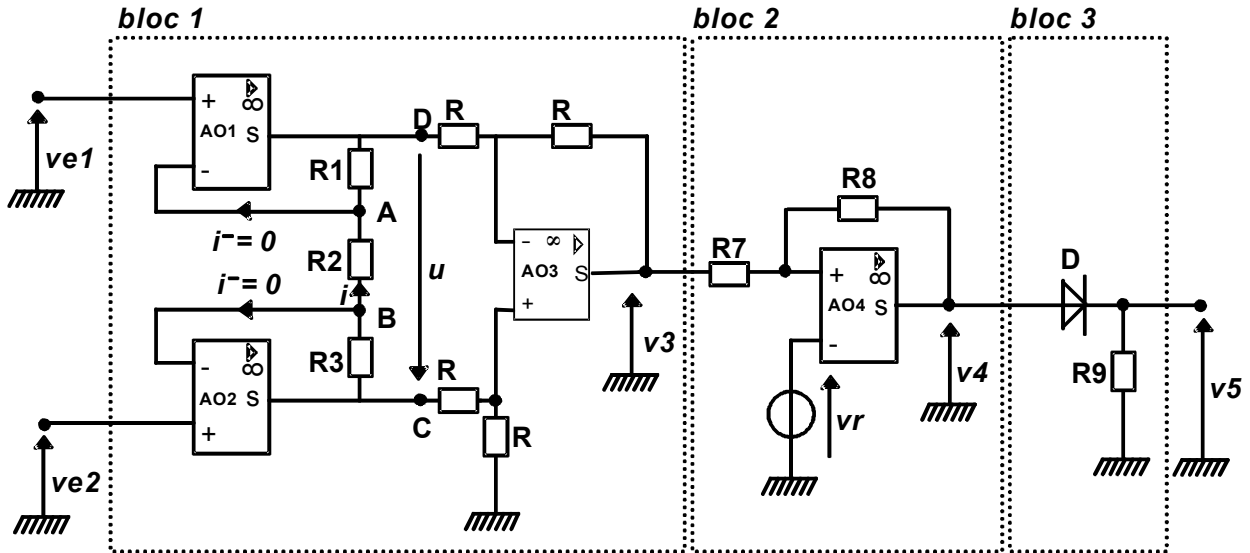 bloc 1
bloc 2
bloc 3
ve1
+
▷
∞
AO1 S
-
D
R
R
R1
A
i⁻= 0
R2
i⁻= 0
i
B
u
- ∞ ▷
AO3 S
+
v3
R7
R8
+
▷
∞
AO4 S
-
vr
v4
D
R9
v5
-
▷
∞
AO2 S
+
R3
R
C
R
ve2